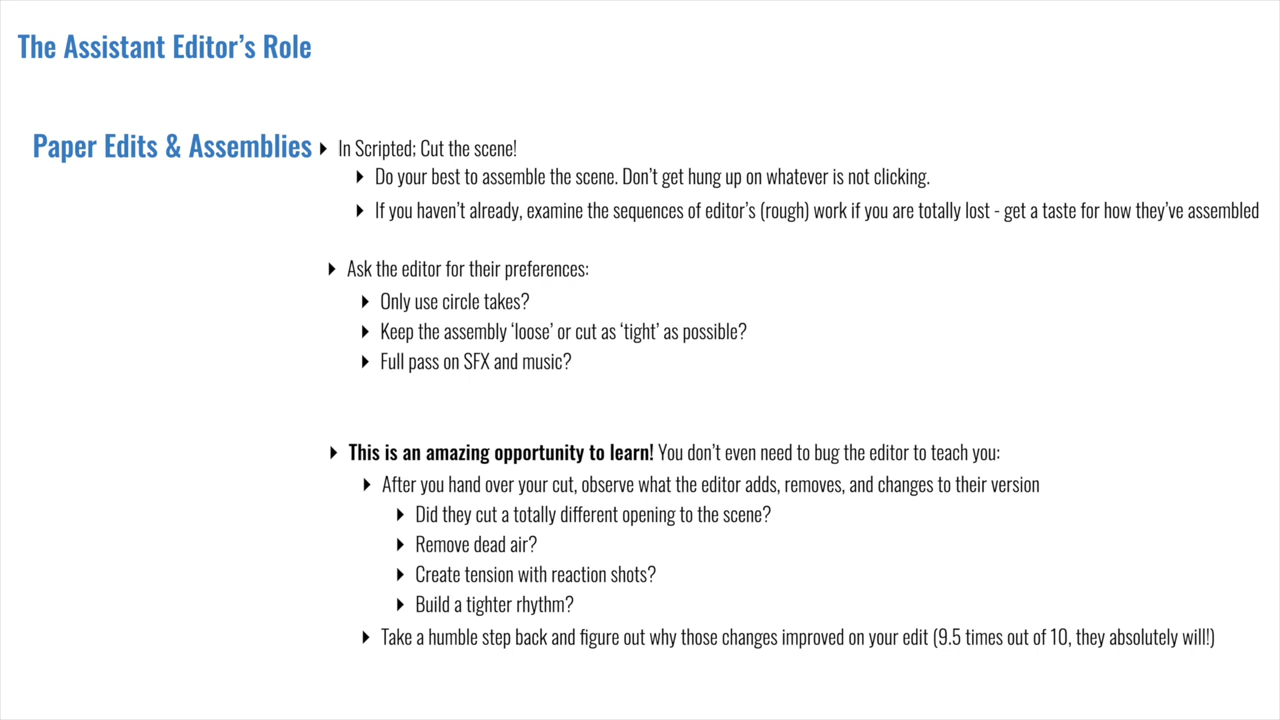 The Assistant Editor’s Role
Paper Edits & Assemblies
In Scripted; Cut the scene!
Do your best to assemble the scene. Don’t get hung up on whatever is not clicking.
If you haven’t already, examine the sequences of editor’s (rough) work if you are totally lost - get a taste for how they’ve assembled
Ask the editor for their preferences:
Only use circle takes?
Keep the assembly ‘loose’ or cut as ‘tight’ as possible?
Full pass on SFX and music?
This is an amazing opportunity to learn! You don’t even need to bug the editor to teach you:
After you hand over your cut, observe what the editor adds, removes, and changes to their version
Did they cut a totally different opening to the scene?
Remove dead air?
Create tension with reaction shots?
Build a tighter rhythm?
Take a humble step back and figure out why those changes improved on your edit (9.5 times out of 10, they absolutely will!)